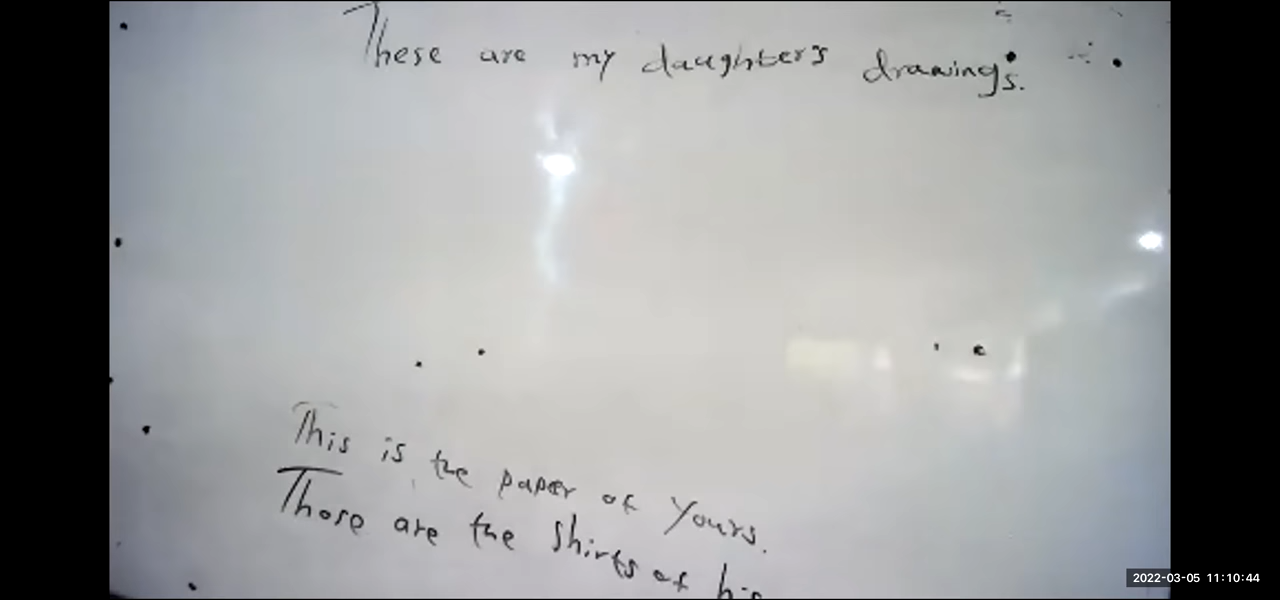 These are my daughter's drawings.
This is the paper of yours.
Those are the shirts of his
2022-03-05 11:10:44